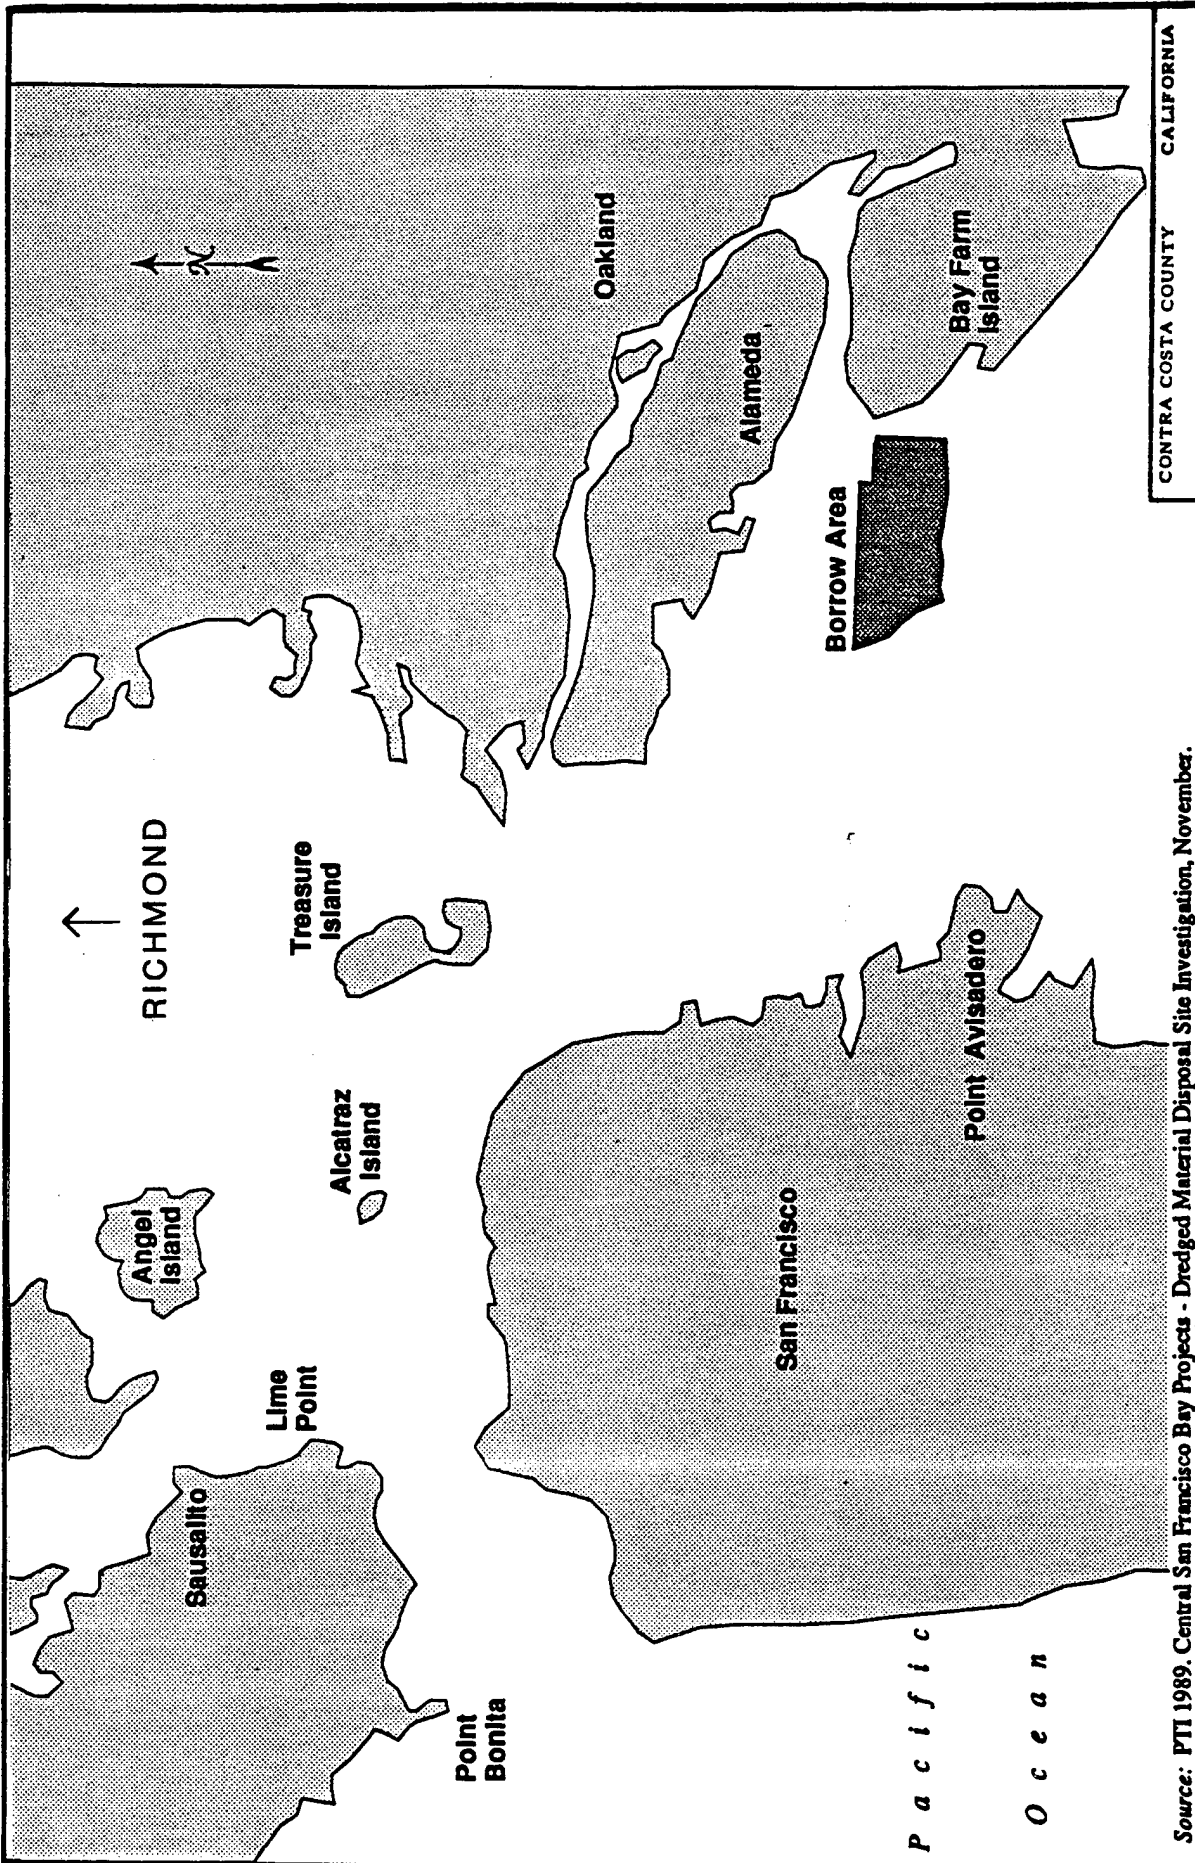 N
RICHMOND
Angel
Island
Sausalito
Lime
Point
Alcatraz
Island
Treasure
Island
Point
Bonita
Oakland
Alameda
San Francisco
Borrow Area
Bay Farm
Island
Point Avisadero
Pacific
Ocean
CONTRA COSTA COUNTY CALIFORNIA
Source: PTI 1989. Central San Francisco Bay Projects - Dredged Material Disposal Site Investigation, November.